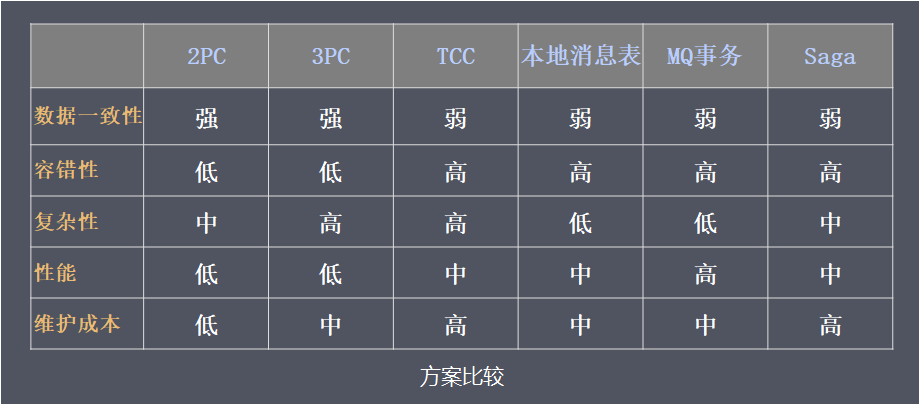 2PC 3PC TCC 本地消息表 MQ事务 Saga
数据一致性 强 强 弱 弱 弱 弱
容错性 低 低 高 高 高 高
复杂性 中 高 高 低 低 中
性能 低 低 中 中 高 中
维护成本 低 中 高 中 中 高
方案比较